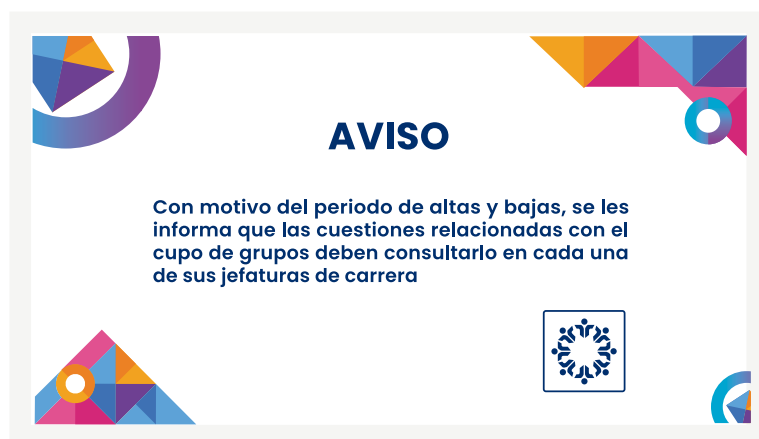 AVISO
Con motivo del periodo de altas y bajas, se les
informa que las cuestiones relacionadas con el
cupo de grupos deben consultarlo en cada una
de sus jefaturas de carrera